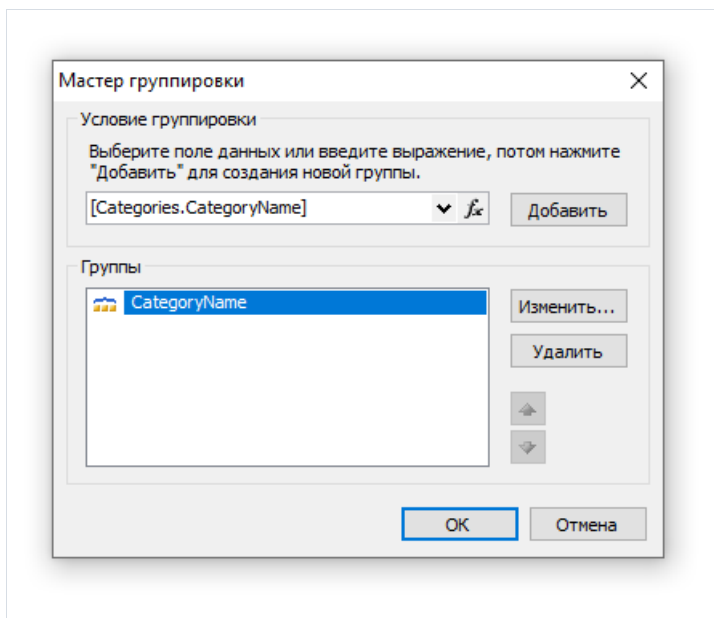 Мастер группировки
Условие группировки
Выберите поле данных или введите выражение, потом нажмите
"Добавить" для создания новой группы.
[Categories.CategoryName]
fx
Добавить
Группы
CategoryName
Изменить...
Удалить
OK
Отмена